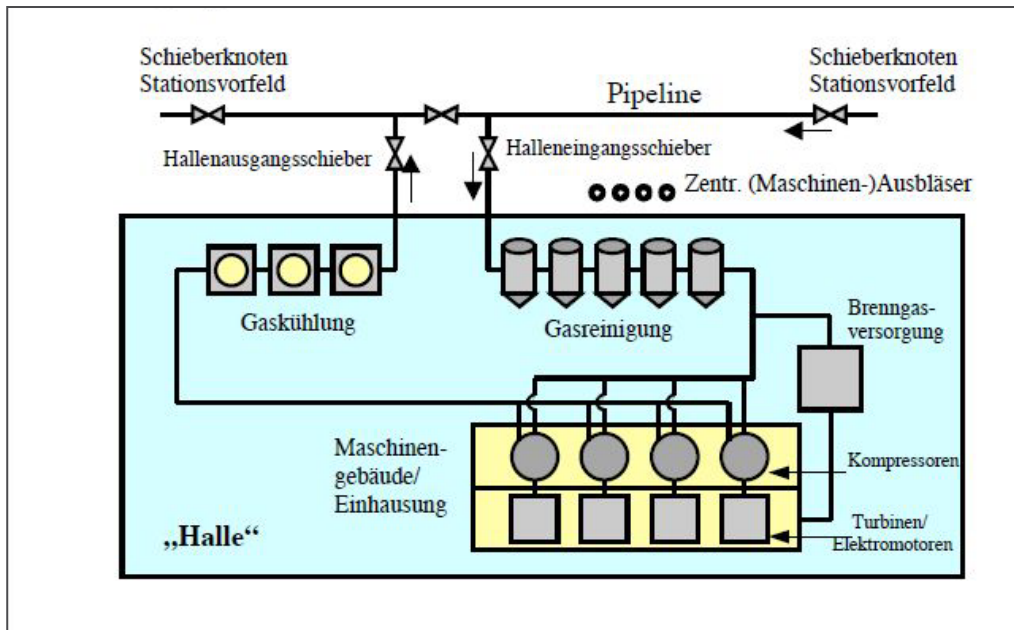 Schieberknoten
Stationsvorfeld
Schieberknoten
Stationsvorfeld
Pipeline
Hallenausgangsschieber
Halleneingangsschieber
Zentr. (Maschinen-)Ausbläser
Gaskühlung
Gasreinigung
Brenngas-
versorgung
Maschinen-
gebäude/
Einhausung
Kompressoren
Turbinen/
Elektromotoren
„Halle“